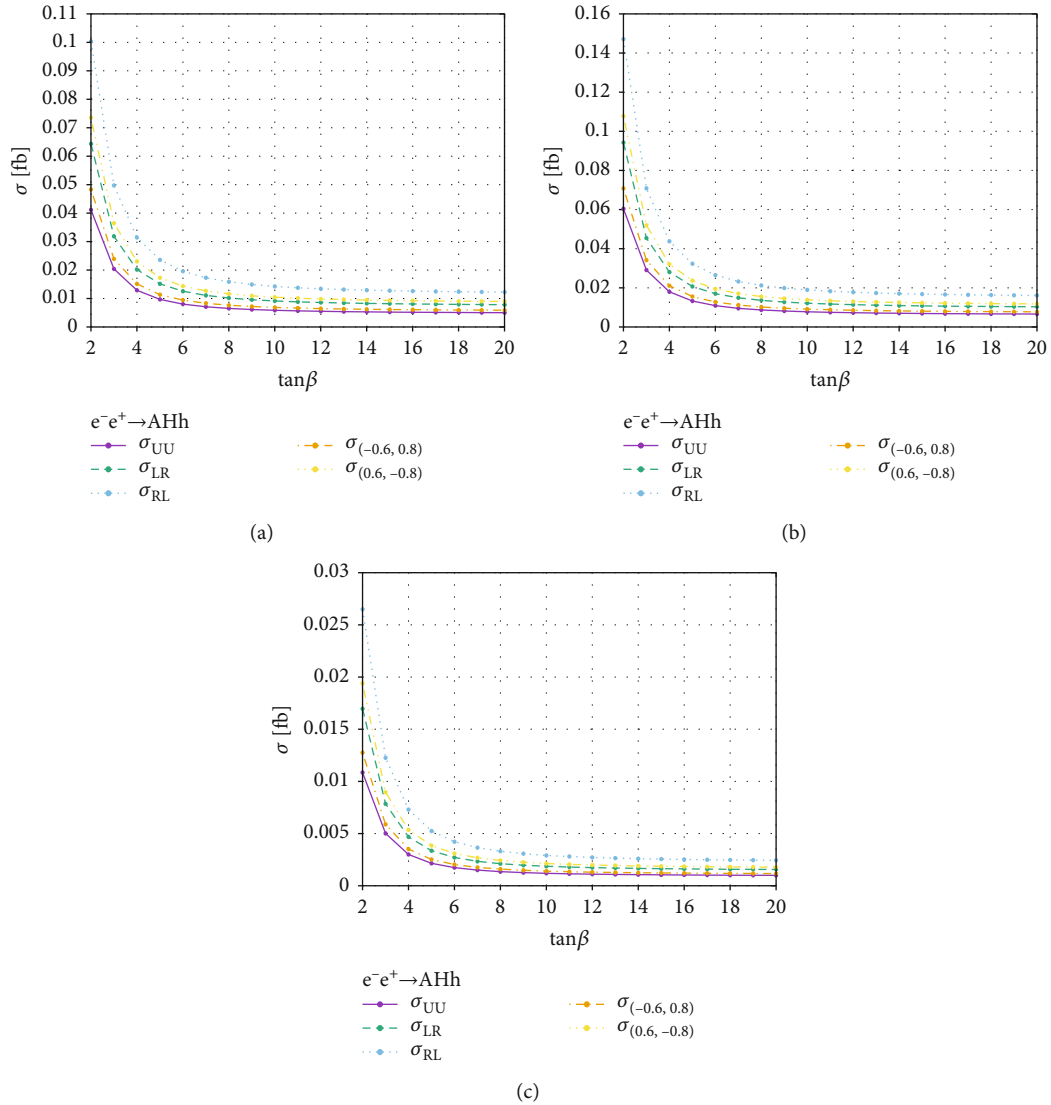 0.11
0.1
0.09
0.08
0.07
0.06
0.05
0.04
0.03
0.02
0.01
0
σ [fb]
2 4 6 8 10 12 14 16 18 20
tanβ
e⁻e⁺→AHh
σ_UU
σ_LR
σ_RL
σ_(–0.6, 0.8)
σ_(0.6, –0.8)
(a)
0.16
0.14
0.12
0.1
0.08
0.06
0.04
0.02
0
σ [fb]
2 4 6 8 10 12 14 16 18 20
tanβ
e⁻e⁺→AHh
σ_UU
σ_LR
σ_RL
σ_(–0.6, 0.8)
σ_(0.6, –0.8)
(b)
0.03
0.025
0.02
0.015
0.01
0.005
0
σ [fb]
2 4 6 8 10 12 14 16 18 20
tanβ
e⁻e⁺→AHh
σ_UU
σ_LR
σ_RL
σ_(–0.6, 0.8)
σ_(0.6, –0.8)
(c)